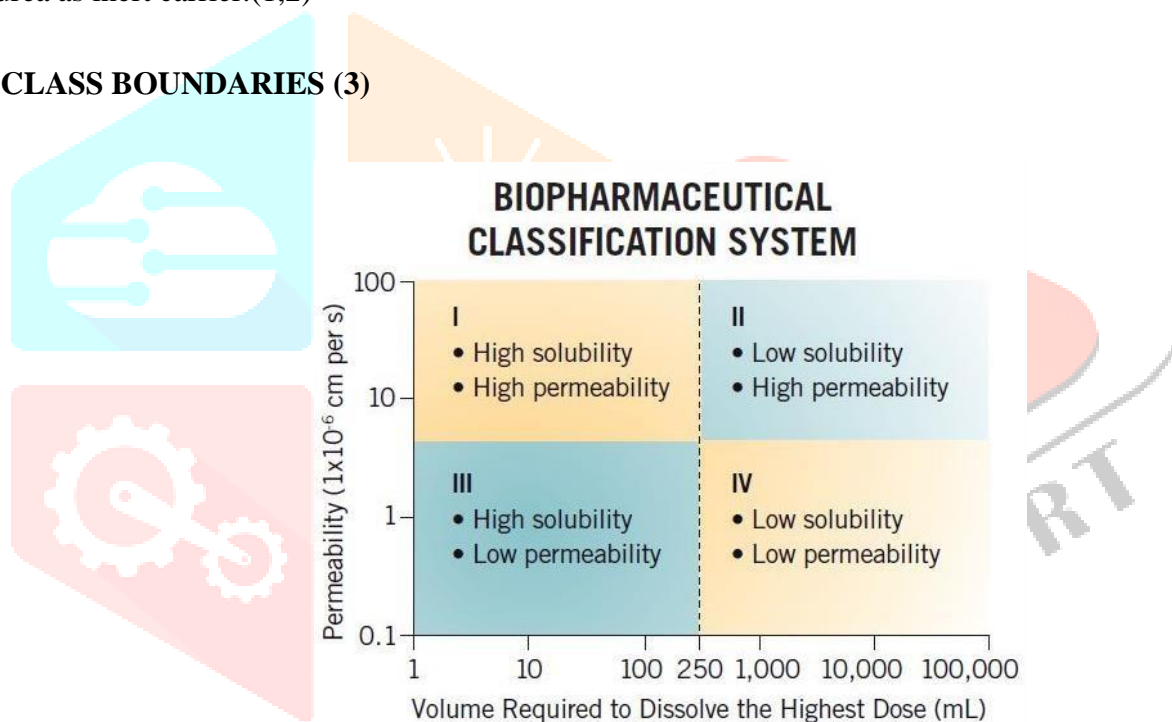 CLASS BOUNDARIES (3)
BIOPHARMACEUTICAL
CLASSIFICATION SYSTEM
Permeability (1x10⁻⁶ cm per s)
100
10
1
0.1
I
• High solubility
• High permeability
II
• Low solubility
• High permeability
III
• High solubility
• Low permeability
IV
• Low solubility
• Low permeability
1 10 100 250 1,000 10,000 100,000
Volume Required to Dissolve the Highest Dose (mL)
RT